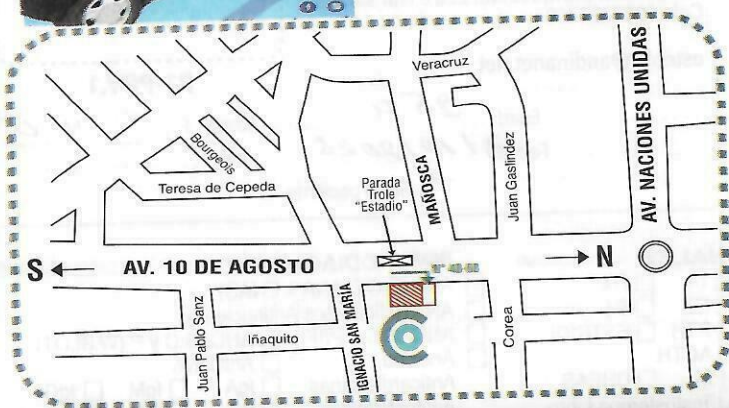 Veracruz
AV. NACIONES UNIDAS
Bourgeois
Teresa de Cepeda
Parada
Trole
"Estadio"
MAÑOSCA
Juan Gaslindez
S
AV. 10 DE AGOSTO
N
Juan Pablo Sanz
Iñaquito
IGNACIO SAN MARÍA
Corea